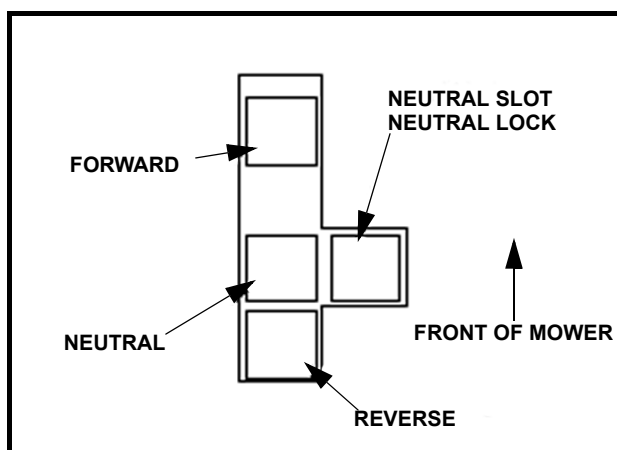 NEUTRAL SLOT
NEUTRAL LOCK
FORWARD
NEUTRAL
FRONT OF MOWER
REVERSE